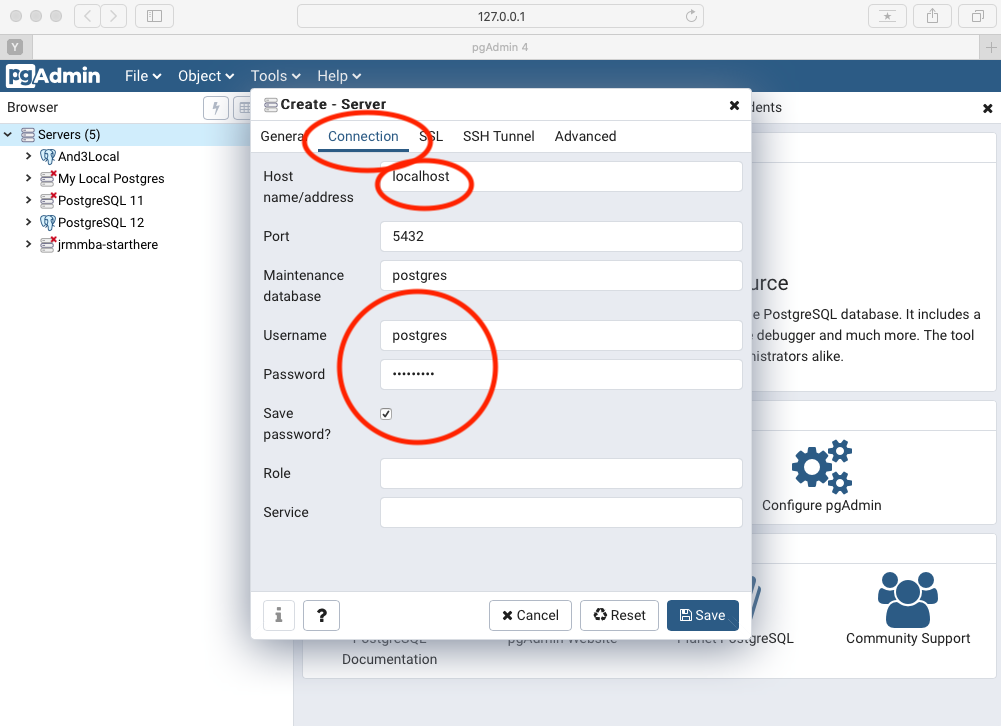 127.0.0.1
Y
pgAdmin 4
pgAdmin
File
Object
Tools
Help
Browser
Servers (5)
And3Local
My Local Postgres
PostgreSQL 11
PostgreSQL 12
jrmmba-starthere
Create - Server
General
Connection
SSL
SSH Tunnel
Advanced
Host
name/address
localhost
Port
5432
Maintenance
database
postgres
Username
postgres
Password
•••••••••
Save
password?
Role
Service
i
?
Cancel
Reset
Save
dents
urce
e PostgreSQL database. It includes a
debugger and much more. The tool
nistrators alike.
Configure pgAdmin
PostgreSQL
Documentation
pgAdmin Website
Planet PostgreSQL
Community Support